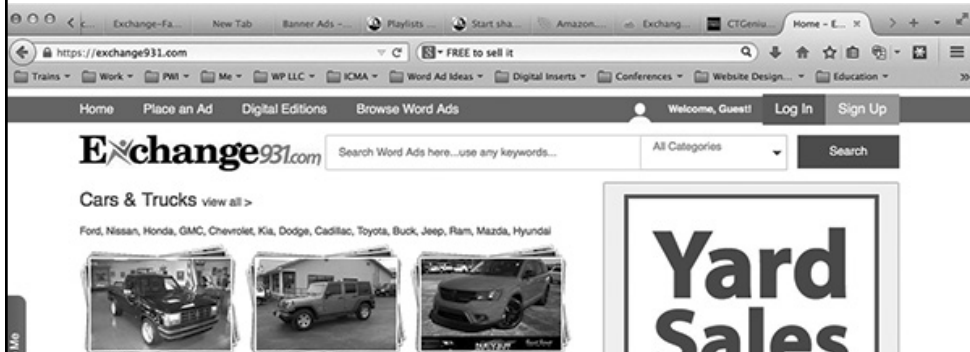 c... Exchange-Fa... New Tab Banner Ads -... Playlists ... Start sha... Amazon.... Exchang... CTGeniu... Home - E... ×
https://exchange931.com FREE to sell it
Trains Work PWI Me WP LLC ICMA Word Ad Ideas Digital Inserts Conferences Website Design... Education
Home Place an Ad Digital Editions Browse Word Ads Welcome, Guest! Log In Sign Up
Exchange931.com Search Word Ads here...use any keywords... All Categories Search
Cars & Trucks view all >
Ford, Nissan, Honda, GMC, Chevrolet, Kia, Dodge, Cadillac, Toyota, Buck, Jeep, Ram, Mazda, Hyundai
Yard
Sales
Me